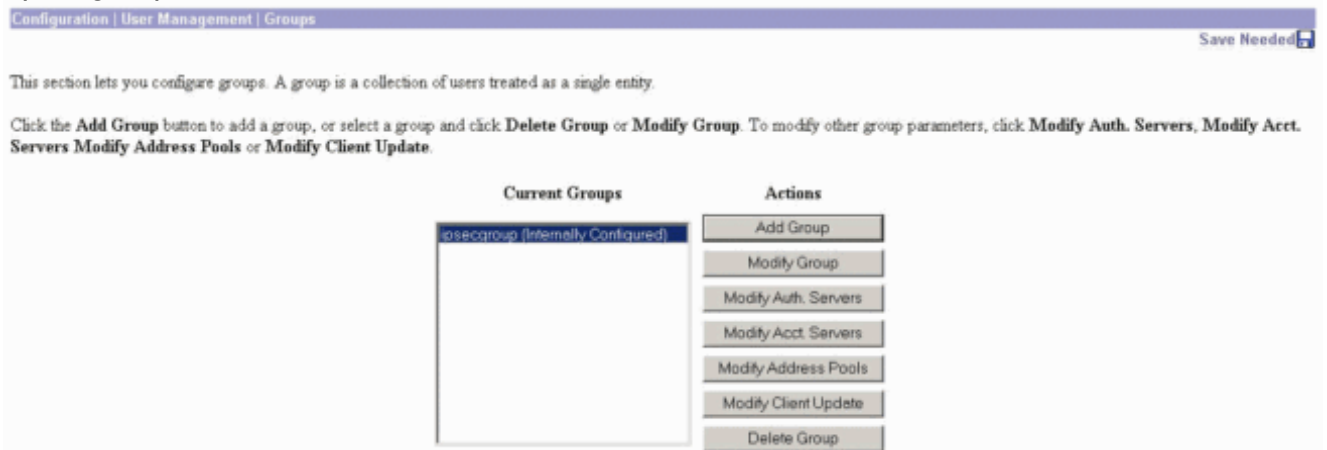 Configuration | User Management | Groups
Save Needed
This section lets you configure groups. A group is a collection of users treated as a single entity.
Click the Add Group button to add a group, or select a group and click Delete Group or Modify Group. To modify other group parameters, click Modify Auth. Servers, Modify Acct.
Servers Modify Address Pools or Modify Client Update.
Current Groups
Actions
ipsecgroup (Internally Configured)
Add Group
Modify Group
Modify Auth. Servers
Modify Acct. Servers
Modify Address Pools
Modify Client Update
Delete Group